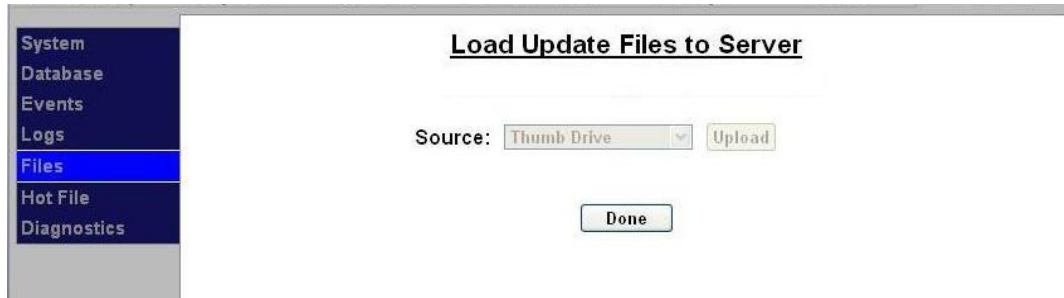 System
Database
Events
Logs
Files
Hot File
Diagnostics
Load Update Files to Server
Source: Thumb Drive Upload
Done